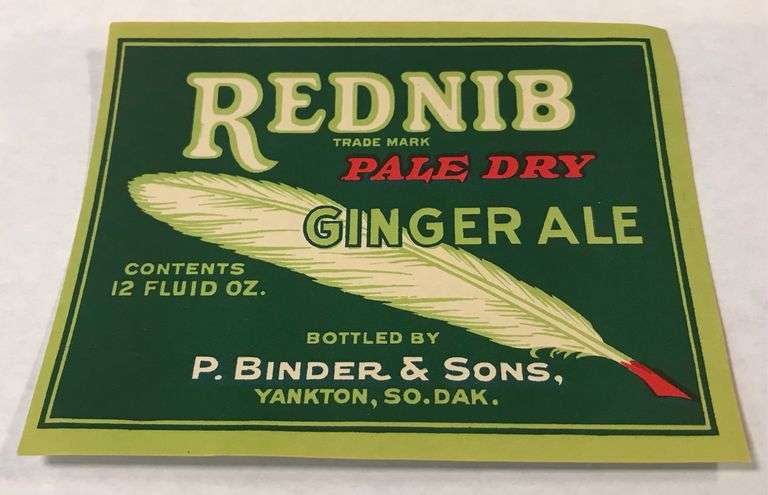 REDNIB
TRADE MARK
PALE DRY
GINGER ALE
CONTENTS
12 FLUID OZ.
BOTTLED BY
P. BINDER & SONS,
YANKTON, SO. DAK.